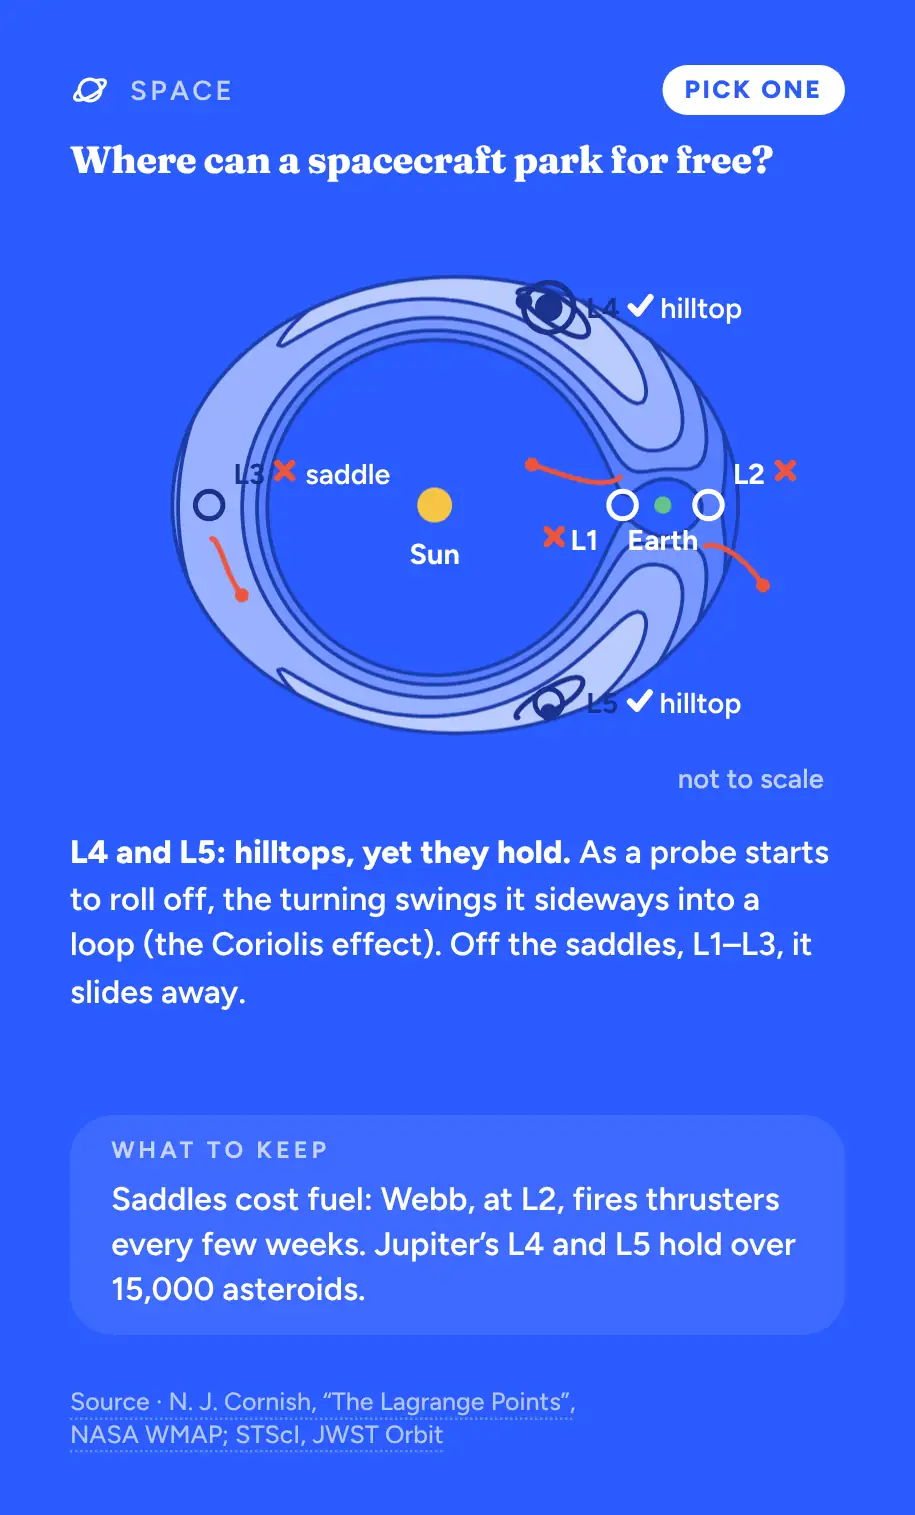 SPACE
PICK ONE
Where can a spacecraft park for free?
L4 hilltop
L3 saddle
L2
Sun
L1
Earth
L5 hilltop
not to scale
L4 and L5: hilltops, yet they hold. As a probe starts
to roll off, the turning swings it sideways into a
loop (the Coriolis effect). Off the saddles, L1–L3, it
slides away.
WHAT TO KEEP
Saddles cost fuel: Webb, at L2, fires thrusters
every few weeks. Jupiter’s L4 and L5 hold over
15,000 asteroids.
Source · N. J. Cornish, “The Lagrange Points”,
NASA WMAP; STScI, JWST Orbit